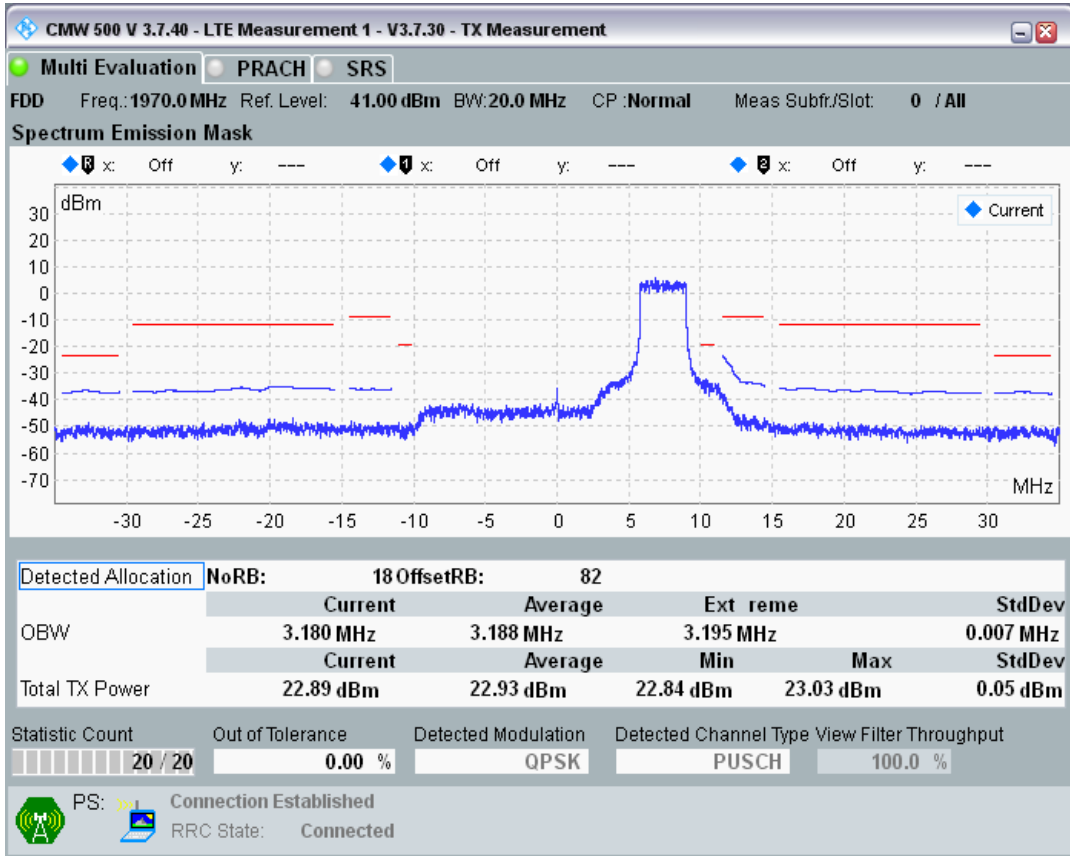 CMW 500 V 3.7.40 - LTE Measurement 1 - V3.7.30 - TX Measurement
Multi Evaluation PRACH SRS
FDD Freq.: 1970.0 MHz Ref. Level: 41.00 dBm BW: 20.0 MHz CP : Normal Meas Subfr./Slot: 0 / All
Spectrum Emission Mask
R x: Off y: --- 1 x: Off y: --- 2 x: Off y: ---
dBm
Current
30
20
10
0
-10
-20
-30
-40
-50
-60
-70
MHz
-30 -25 -20 -15 -10 -5 0 5 10 15 20 25 30
Detected Allocation NoRB: 18 OffsetRB: 82
Current Average Ext reme StdDev
OBW 3.180 MHz 3.188 MHz 3.195 MHz 0.007 MHz
Current Average Min Max StdDev
Total TX Power 22.89 dBm 22.93 dBm 22.84 dBm 23.03 dBm 0.05 dBm
Statistic Count Out of Tolerance Detected Modulation Detected Channel Type View Filter Throughput
20 / 20 0.00 % QPSK PUSCH 100.0 %
PS: Connection Established
RRC State: Connected